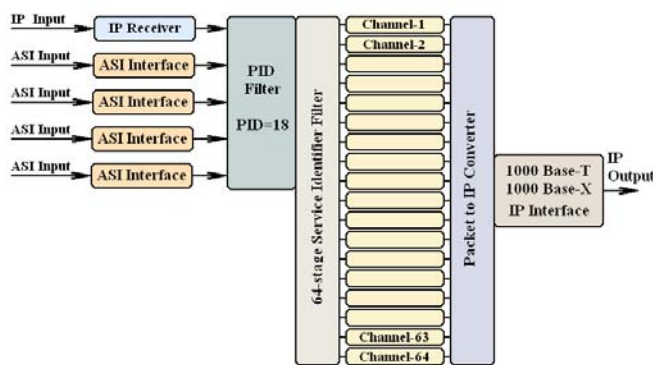 IP Input
IP Receiver
ASI Input
ASI Interface
ASI Input
ASI Interface
ASI Input
ASI Interface
ASI Input
ASI Interface
PID
Filter
PID=18
64-stage Service Identifier Filter
Channel-1
Channel-2
Channel-63
Channel-64
Packet to IP Converter
1000 Base-T
1000 Base-X
IP Interface
IP
Output